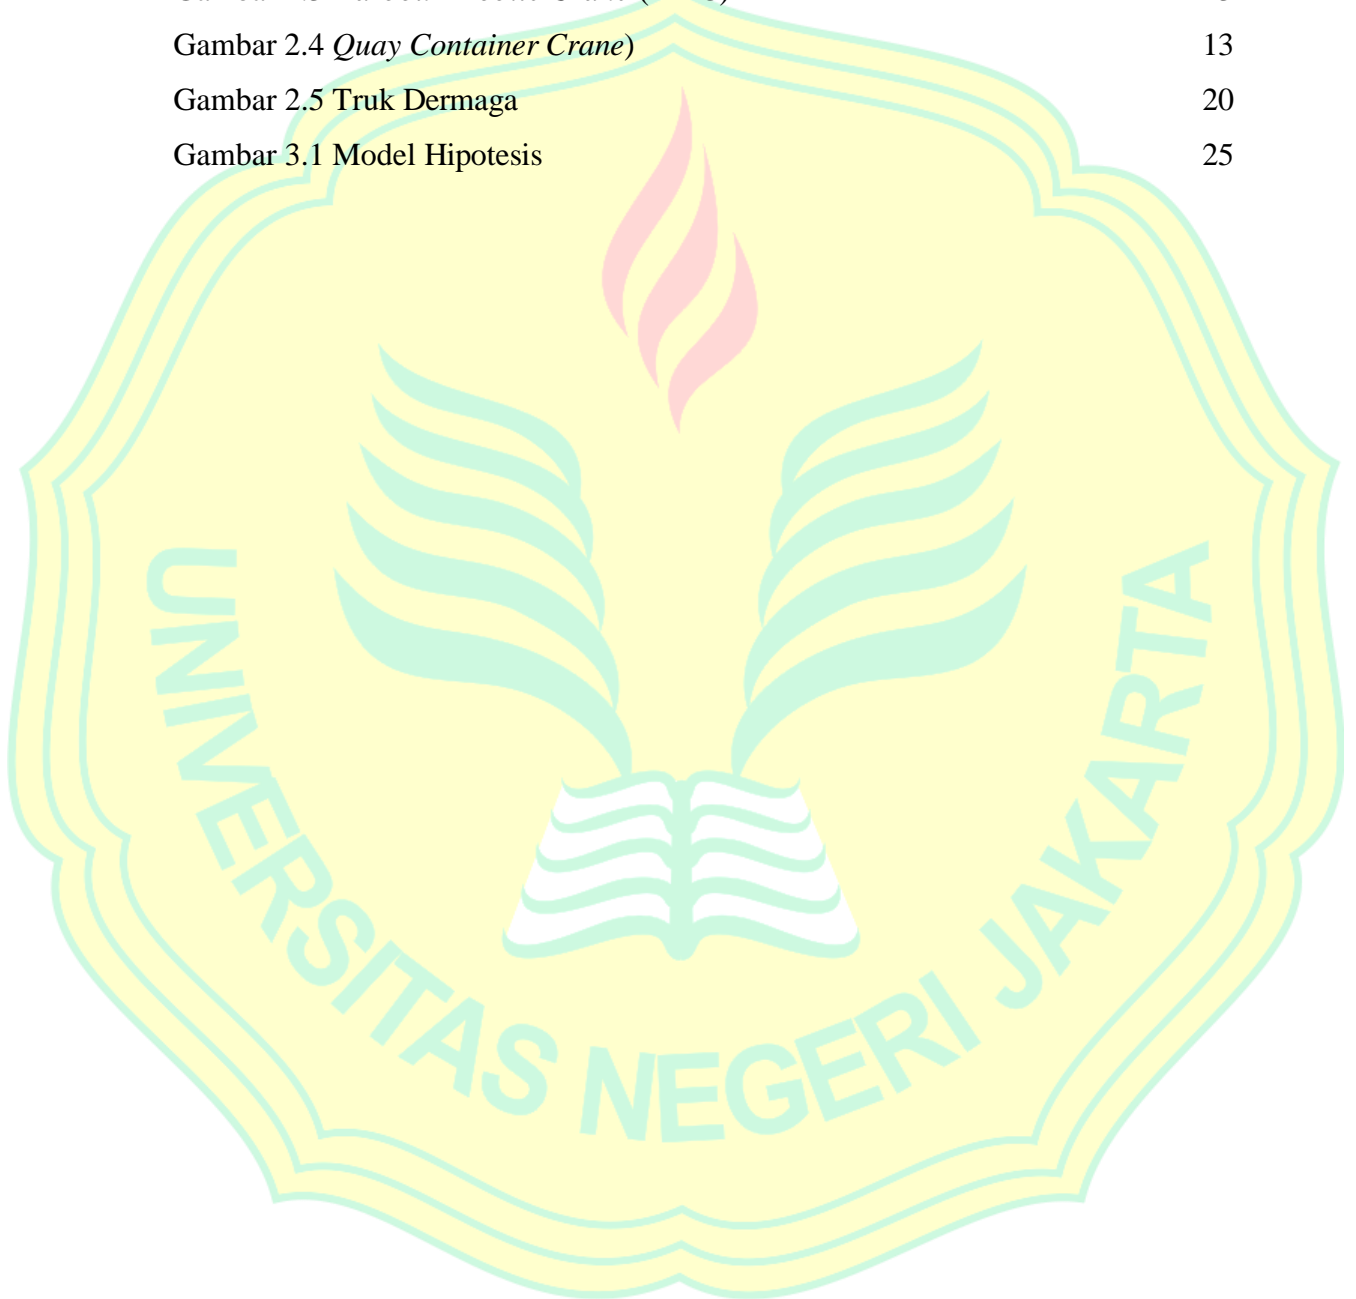 Gambar 2.4 Quay Container Crane) 13
Gambar 2.5 Truk Dermaga 20
Gambar 3.1 Model Hipotesis 25
UNIVERSITAS NEGERI JAKARTA